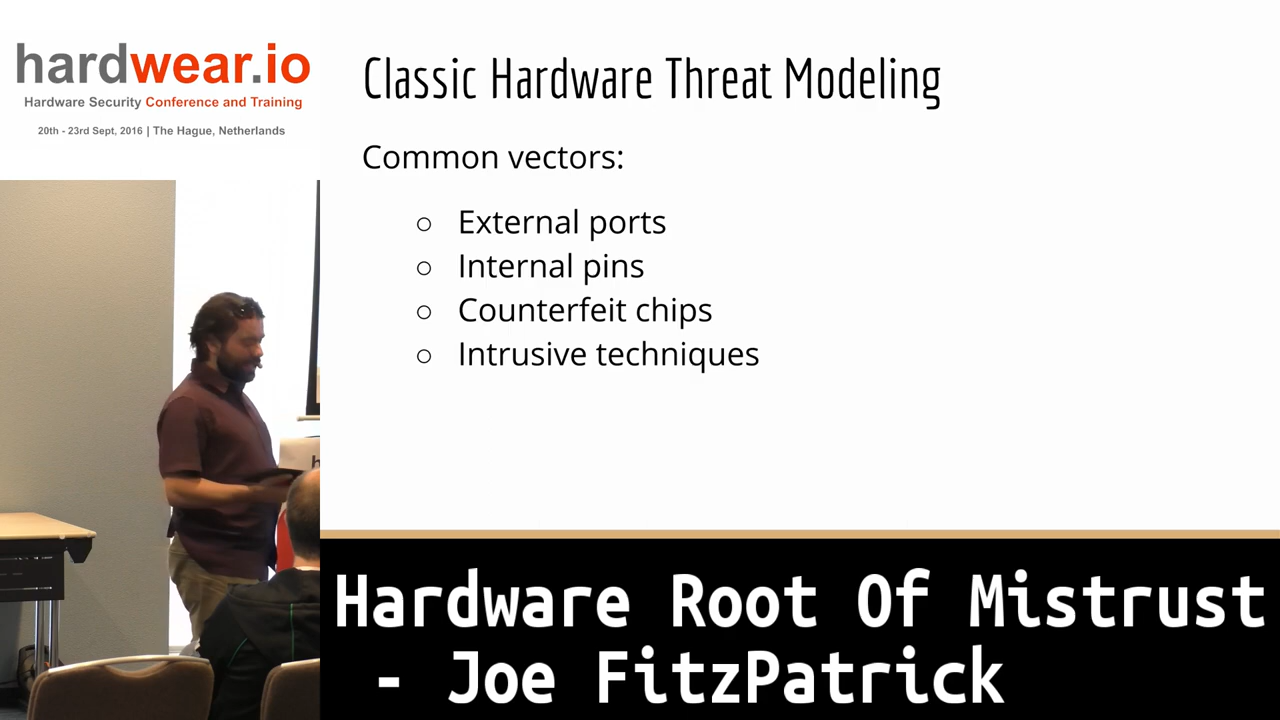 hardwear.io
Hardware Security Conference and Training
20th - 23rd Sept, 2016 | The Hague, Netherlands
Classic Hardware Threat Modeling
Common vectors:
○ External ports
○ Internal pins
○ Counterfeit chips
○ Intrusive techniques
Hardware Root Of Mistrust
- Joe FitzPatrick